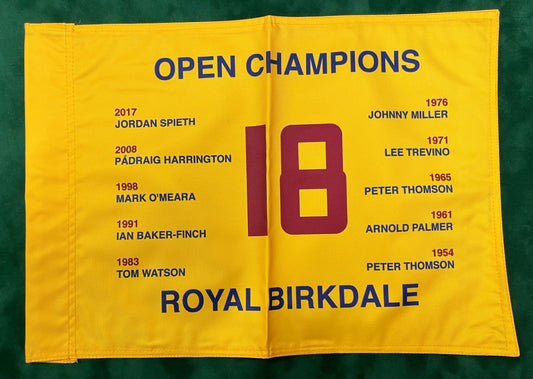 OPEN CHAMPIONS
2017
JORDAN SPIETH
2008
PÁDRAIG HARRINGTON
1998
MARK O'MEARA
1991
IAN BAKER-FINCH
1983
TOM WATSON
18
1976
JOHNNY MILLER
1971
LEE TREVINO
1965
PETER THOMSON
1961
ARNOLD PALMER
1954
PETER THOMSON
ROYAL BIRKDALE